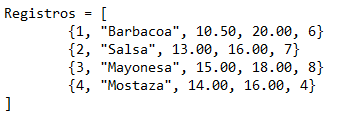 Registros = [
{1, "Barbacoa", 10.50, 20.00, 6}
{2, "Salsa", 13.00, 16.00, 7}
{3, "Mayonesa", 15.00, 18.00, 8}
{4, "Mostaza", 14.00, 16.00, 4}
]